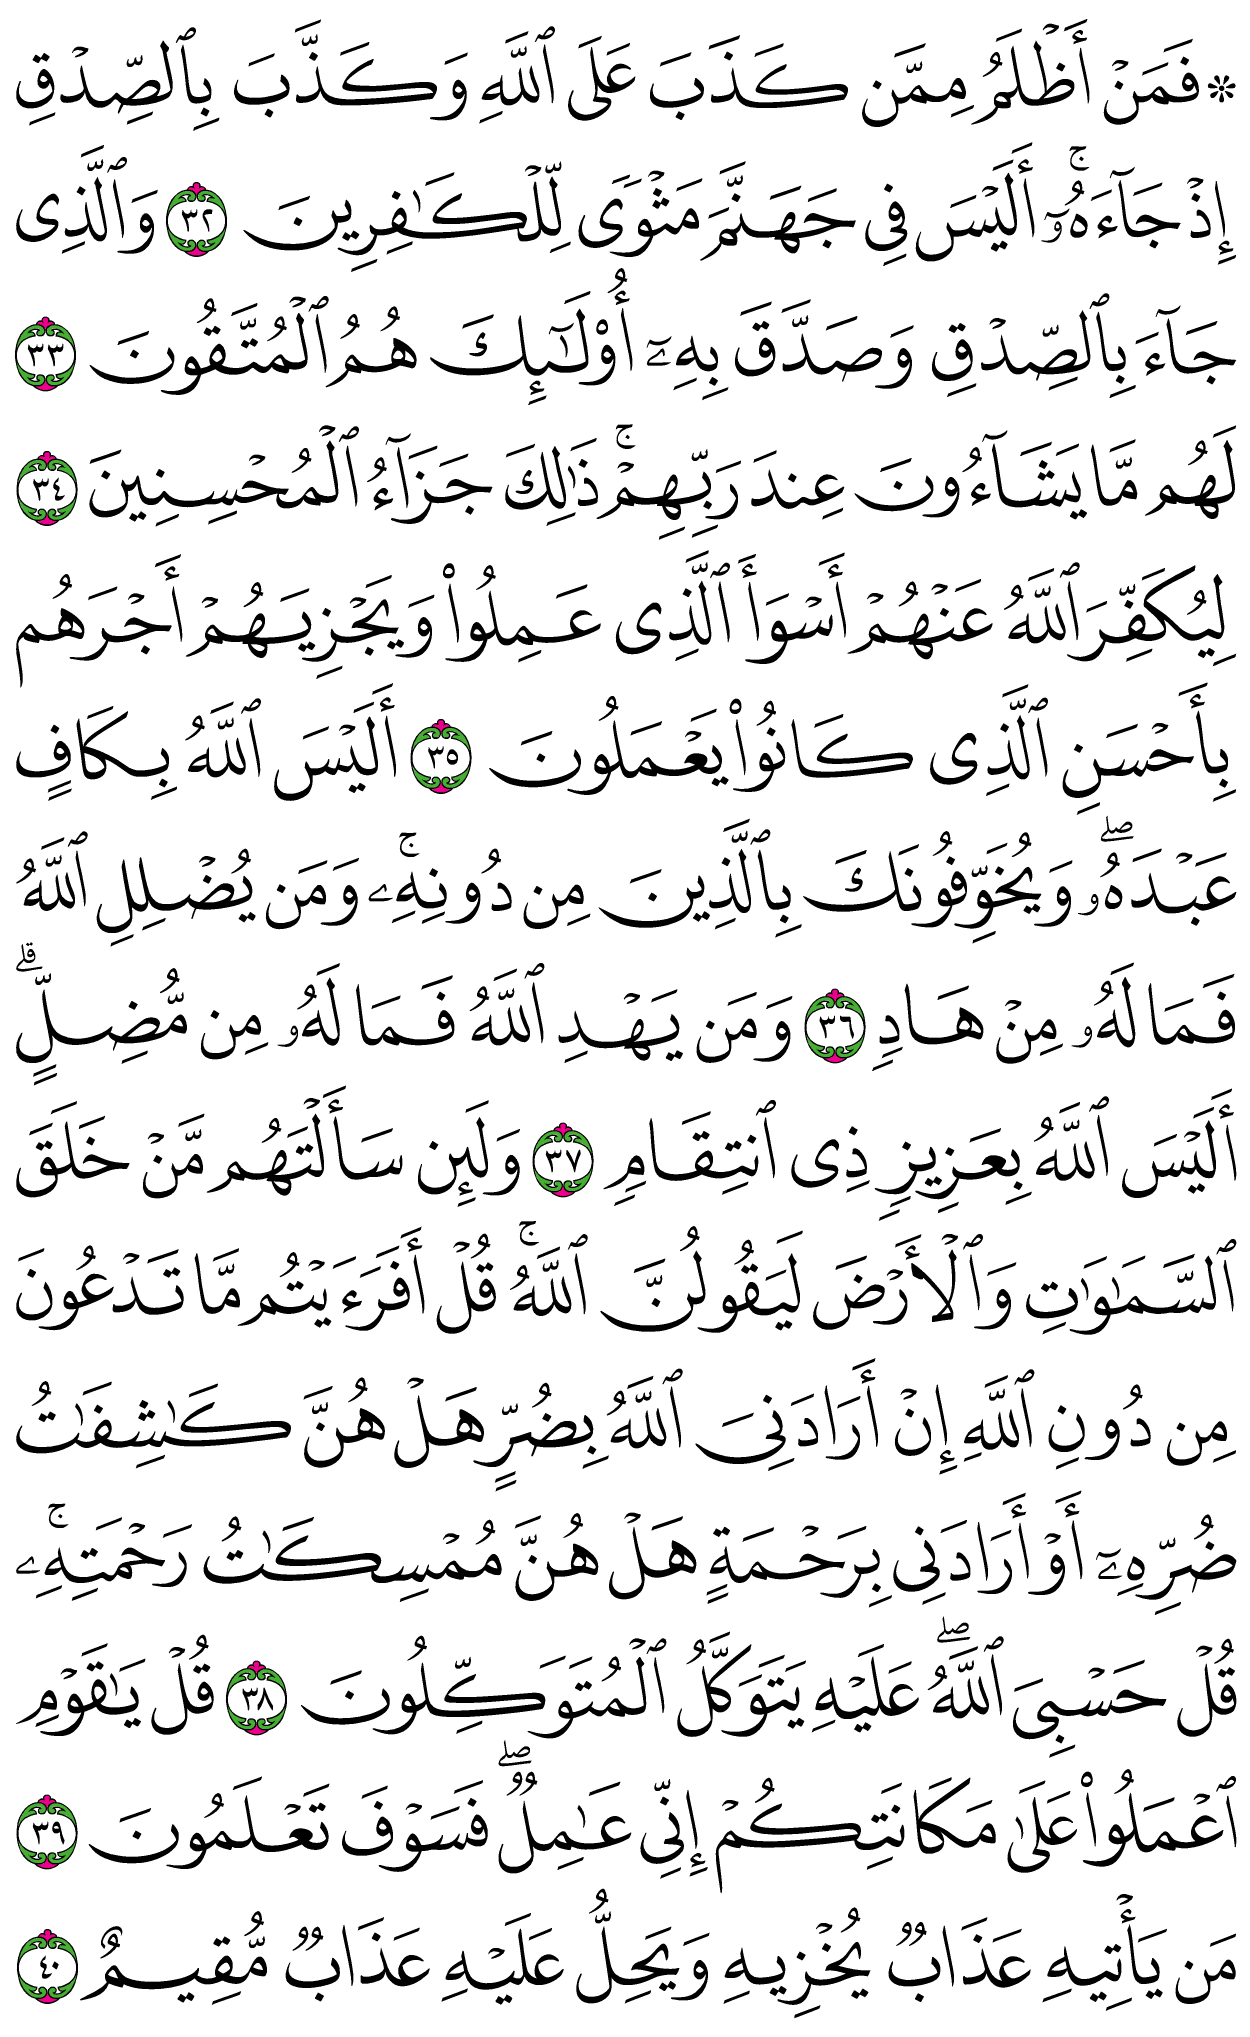 ۞ فَمَنۡ أَظۡلَمُ مِمَّن كَذَبَ عَلَى ٱللَّهِ وَكَذَّبَ بِٱلصِّدۡقِ
إِذۡ جَآءَهُۥٓۚ أَلَيۡسَ فِي جَهَنَّمَ مَثۡوٗى لِّلۡكَٰفِرِينَ ٣٢ وَٱلَّذِي
جَآءَ بِٱلصِّدۡقِ وَصَدَّقَ بِهِۦٓ أُوْلَٰٓئِكَ هُمُ ٱلۡمُتَّقُونَ ٣٣
لَهُم مَّا يَشَآءُونَ عِندَ رَبِّهِمۡۚ ذَٰلِكَ جَزَآءُ ٱلۡمُحۡسِنِينَ ٣٤
لِيُكَفِّرَ ٱللَّهُ عَنۡهُمۡ أَسۡوَأَ ٱلَّذِي عَمِلُواْ وَيَجۡزِيَهُمۡ أَجۡرَهُم
بِأَحۡسَنِ ٱلَّذِي كَانُواْ يَعۡمَلُونَ ٣٥ أَلَيۡسَ ٱللَّهُ بِكَافٍ
عَبۡدَهُۥۖ وَيُخَوِّفُونَكَ بِٱلَّذِينَ مِن دُونِهِۦۚ وَمَن يُضۡلِلِ ٱللَّهُ
فَمَا لَهُۥ مِنۡ هَادٖ ٣٦ وَمَن يَهۡدِ ٱللَّهُ فَمَا لَهُۥ مِن مُّضِلٍّۗ
أَلَيۡسَ ٱللَّهُ بِعَزِيزٖ ذِي ٱنتِقَامٖ ٣٧ وَلَئِن سَأَلۡتَهُم مَّنۡ خَلَقَ
ٱلسَّمَٰوَٰتِ وَٱلۡأَرۡضَ لَيَقُولُنَّ ٱللَّهُۚ قُلۡ أَفَرَءَيۡتُم مَّا تَدۡعُونَ
مِن دُونِ ٱللَّهِ إِنۡ أَرَادَنِيَ ٱللَّهُ بِضُرٍّ هَلۡ هُنَّ كَٰشِفَٰتُ
ضُرِّهِۦٓ أَوۡ أَرَادَنِي بِرَحۡمَةٍ هَلۡ هُنَّ مُمۡسِكَٰتُ رَحۡمَتِهِۦۚ
قُلۡ حَسۡبِيَ ٱللَّهُۖ عَلَيۡهِ يَتَوَكَّلُ ٱلۡمُتَوَكِّلُونَ ٣٨ قُلۡ يَٰقَوۡمِ
ٱعۡمَلُواْ عَلَىٰ مَكَانَتِكُمۡ إِنِّي عَٰمِلٞۖ فَسَوۡفَ تَعۡلَمُونَ ٣٩
مَن يَأۡتِيهِ عَذَابٞ يُخۡزِيهِ وَيَحِلُّ عَلَيۡهِ عَذَابٞ مُّقِيمٌ ٤٠